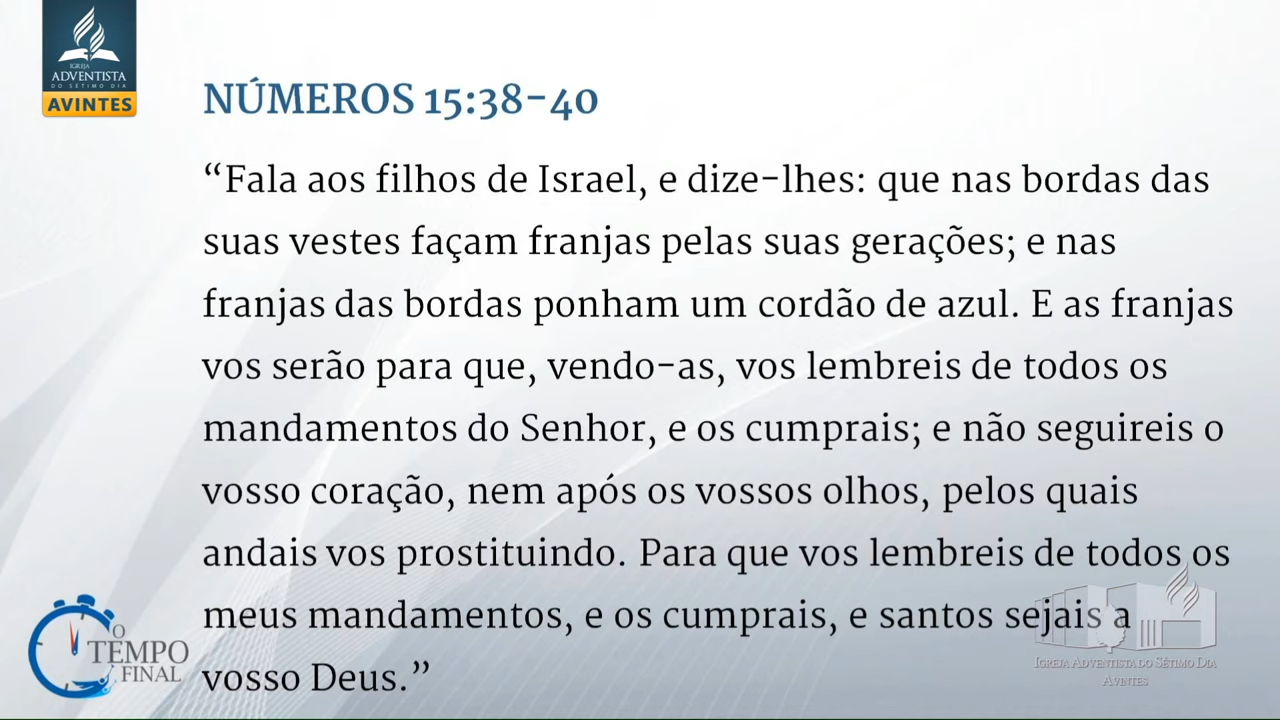 IGREJA
ADVENTISTA
DO SÉTIMO DIA
AVINTES
NÚMEROS 15:38-40
“Fala aos filhos de Israel, e dize-lhes: que nas bordas das
suas vestes façam franjas pelas suas gerações; e nas
franjas das bordas ponham um cordão de azul. E as franjas
vos serão para que, vendo-as, vos lembreis de todos os
mandamentos do Senhor, e os cumprais; e não seguireis o
vosso coração, nem após os vossos olhos, pelos quais
andais vos prostituindo. Para que vos lembreis de todos os
meus mandamentos, e os cumprais, e santos sejais a
vosso Deus.”
O
TEMPO
FINAL
IGREJA ADVENTISTA DO SÉTIMO DIA
AVINTES